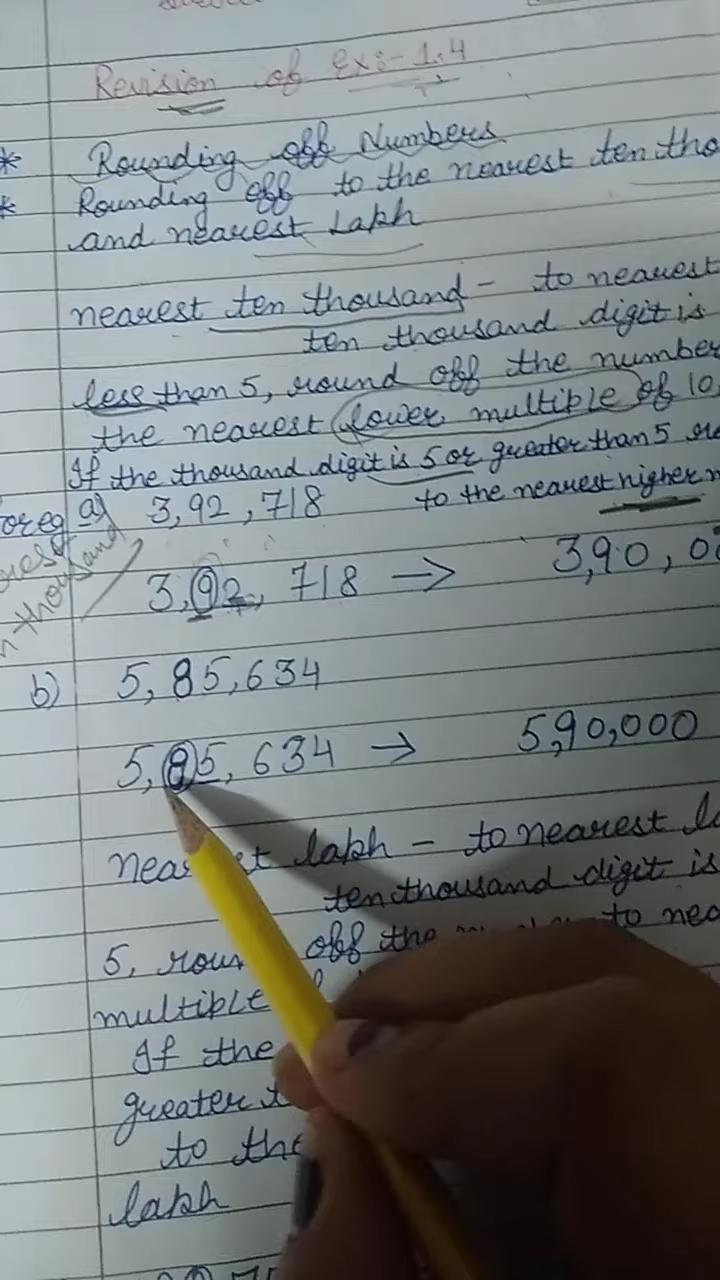 Revision of Ex:- 1.4
* Rounding off Numbers
* Rounding off to the nearest ten tho
and nearest Lakh
nearest ten thousand - to nearest
ten thousand digit is
less than 5, round off the number
the nearest lower multiple of 10,
If the thousand digit is 5 or greater than 5
to the nearest higher
a) 3,92,718
3,92,718 → 3,90,0
b) 5,85,634
5,85,634 → 5,90,000
lakh - to nearest
ten thousand digit is
5, off the to
multiple
If the
greater
to the
lakh